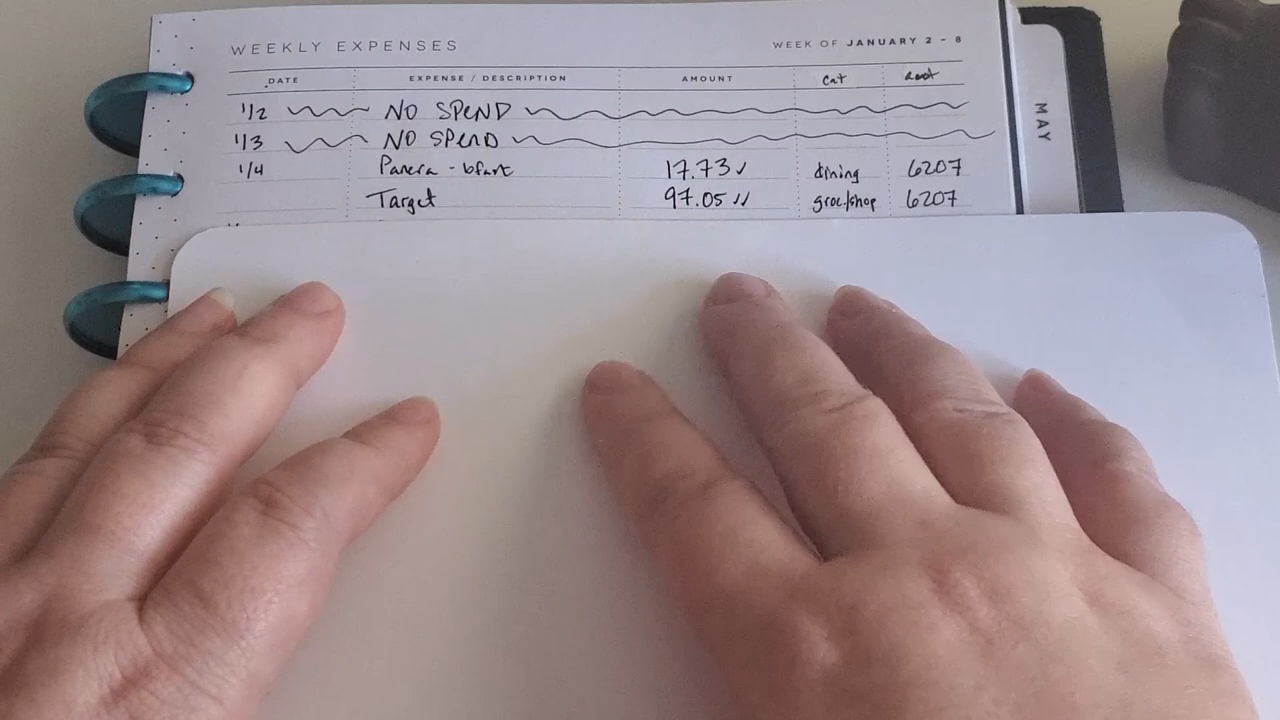 WEEKLY EXPENSES WEEK OF JANUARY 2 - 8
DATE EXPENSE / DESCRIPTION AMOUNT Cat acct
1/2 NO SPEND
1/3 NO SPEND
1/4 Panera - bfast 17.73 ✓ dining 6207
Target 97.05 ✓✓ groc/shop 6207
MAY